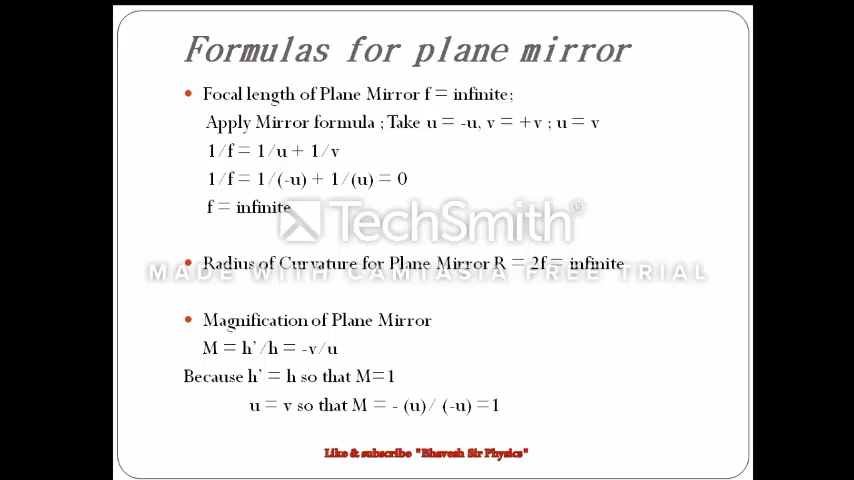 Formulas for plane mirror
• Focal length of Plane Mirror f = infinite;
Apply Mirror formula ; Take u = -u, v = +v ; u = v
1/f = 1/u + 1/v
1/f = 1/(-u) + 1/(u) = 0
f = infinite
TechSmith®
• Radius of Curvature for Plane Mirror R = 2f = infinite
MADE WITH CAMTASIA FREE TRIAL
• Magnification of Plane Mirror
M = h'/h = -v/u
Because h' = h so that M=1
u = v so that M = - (u)/ (-u) =1
Like & subscribe "Bhavesh Sir Physics"